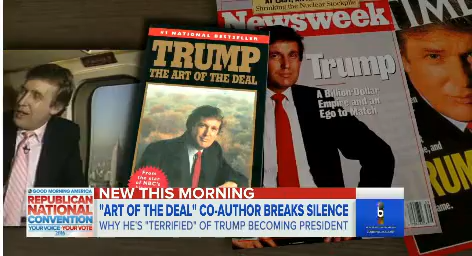 Shrinking the Nuclear Stockpile
Newsweek
TIME
#1 NATIONAL BESTSELLER
TRUMP
THE ART OF THE DEAL
From the
star of
NBC's
Trump
A Billion-Dollar
Empire and an
Ego to Match
GOOD MORNING AMERICA
REPUBLICAN
NATIONAL
CONVENTION
YOUR VOICE YOUR VOTE
2016
NEW THIS MORNING
"ART OF THE DEAL" CO-AUTHOR BREAKS SILENCE
WHY HE'S "TERRIFIED" OF TRUMP BECOMING PRESIDENT